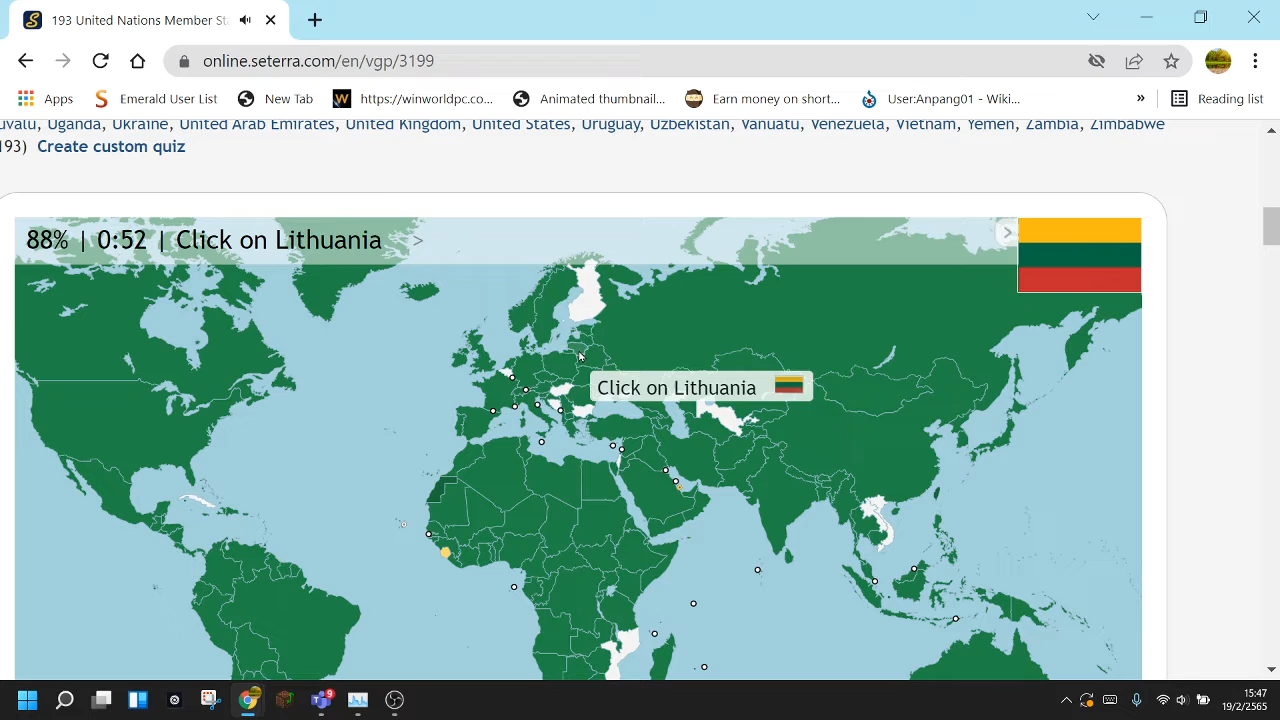 193 United Nations Member St
online.seterra.com/en/vgp/3199
Apps Emerald User List New Tab https://winworldpc.c... Animated thumbnail... Earn money on short... User:Anpang01 - Wiki... » Reading list
uvalu, Uganda, Ukraine, United Arab Emirates, United Kingdom, United States, Uruguay, Uzbekistan, Vanuatu, Venezuela, Vietnam, Yemen, Zambia, Zimbabwe
193) Create custom quiz
88% | 0:52 | Click on Lithuania >
Click on Lithuania
9
15:47
19/2/2565